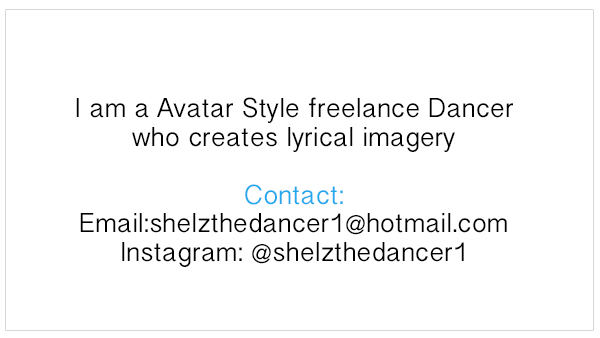 I am a Avatar Style freelance Dancer
who creates lyrical imagery
Contact:
Email:shelzthedancer1@hotmail.com
Instagram: @shelzthedancer1